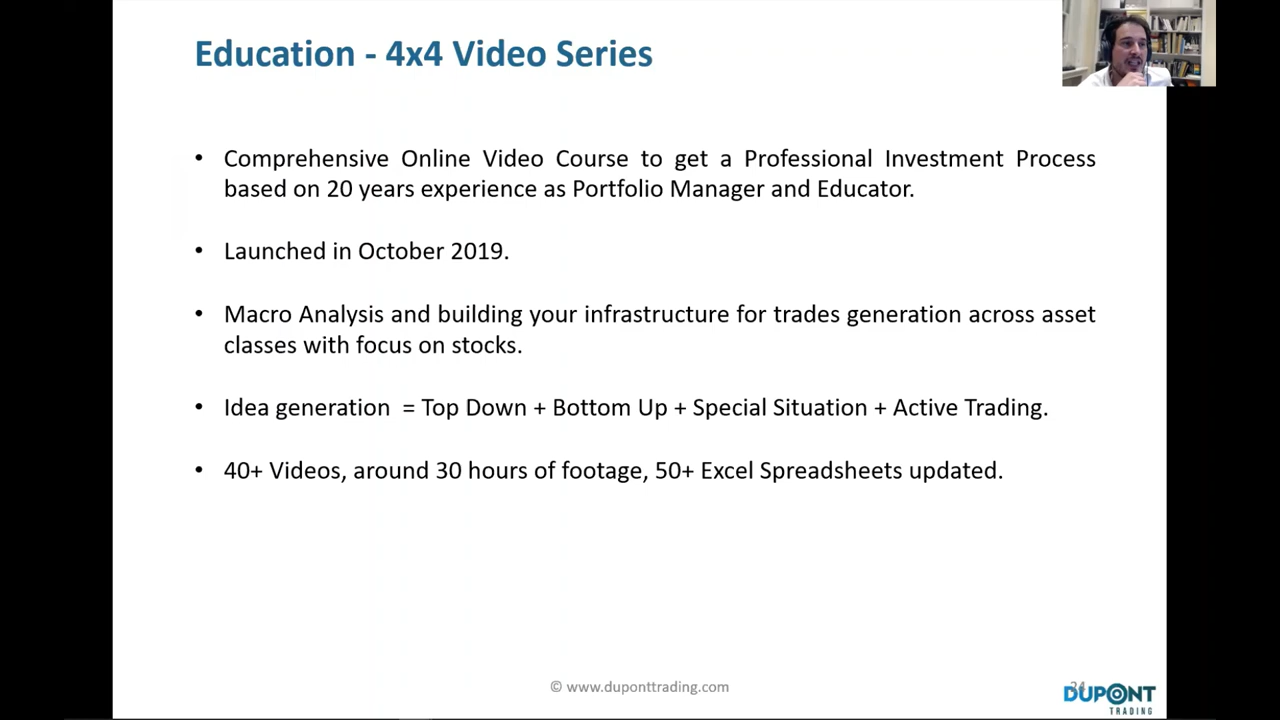 Education - 4x4 Video Series
• Comprehensive Online Video Course to get a Professional Investment Process
based on 20 years experience as Portfolio Manager and Educator.
• Launched in October 2019.
• Macro Analysis and building your infrastructure for trades generation across asset
classes with focus on stocks.
• Idea generation = Top Down + Bottom Up + Special Situation + Active Trading.
• 40+ Videos, around 30 hours of footage, 50+ Excel Spreadsheets updated.
© www.duponttrading.com
DUPONT
TRADING